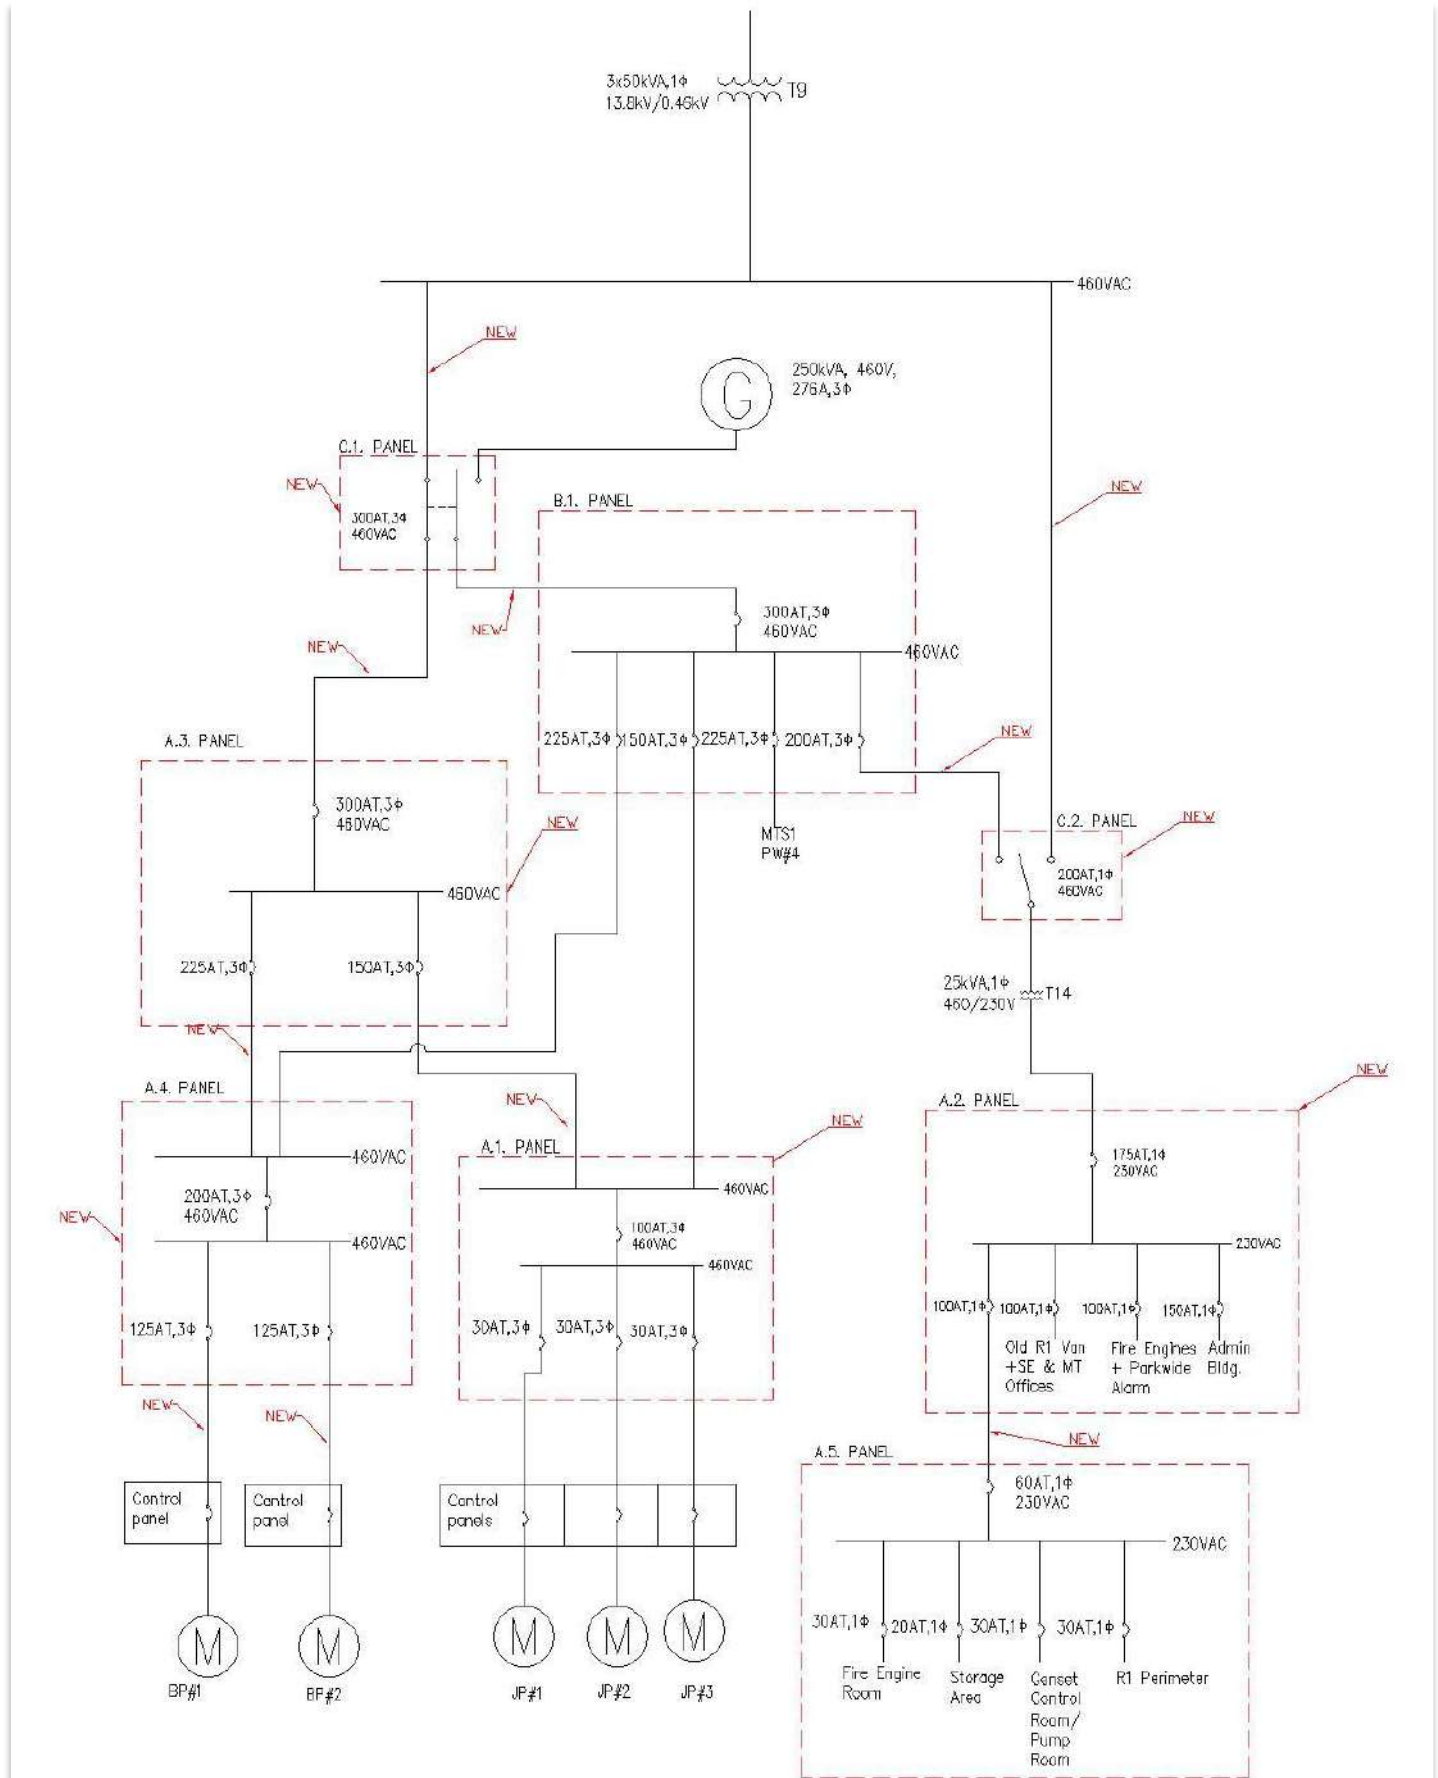 3x50kVA,1ϕ
13.8kV/0.46kV
T9
460VAC
NEW
250kVA, 460V,
276A,3ϕ
G
C.1. PANEL
NEW
300AT,3ϕ
460VAC
B.1. PANEL
NEW
NEW
300AT,3ϕ
460VAC
460VAC
NEW
NEW
225AT,3ϕ
150AT,3ϕ
225AT,3ϕ
200AT,3ϕ
NEW
MTS1
PW#4
A.3. PANEL
300AT,3ϕ
460VAC
NEW
460VAC
225AT,3ϕ
150AT,3ϕ
NEW
C.2. PANEL
NEW
200AT,1ϕ
460VAC
25kVA,1ϕ
460/230V
T14
A.4. PANEL
460VAC
200AT,3ϕ
460VAC
NEW
460VAC
125AT,3ϕ
125AT,3ϕ
NEW
NEW
Control
panel
Control
panel
M
M
BP#1
BP#2
NEW
NEW
A.1. PANEL
460VAC
100AT,3ϕ
460VAC
460VAC
30AT,3ϕ
30AT,3ϕ
30AT,3ϕ
Control
panels
M
M
M
JP#1
JP#2
JP#3
NEW
A.2. PANEL
175AT,1ϕ
230VAC
230VAC
100AT,1ϕ
100AT,1ϕ
100AT,1ϕ
150AT,1ϕ
Old R1 Van
+SE & MT
Offices
Fire Engines
+ Parkwide
Alarm
Admin
Bldg.
NEW
A.5. PANEL
60AT,1ϕ
230VAC
230VAC
30AT,1ϕ
20AT,1ϕ
30AT,1ϕ
30AT,1ϕ
Fire Engine
Room
Storage
Area
Genset
Control
Room/
Pump
Room
R1 Perimeter